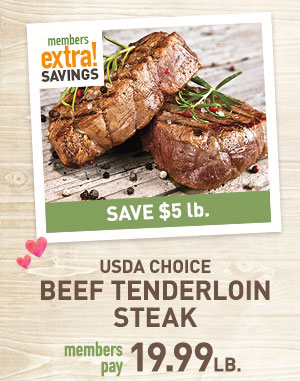 members
extra!
SAVINGS
SAVE $5 lb.
USDA CHOICE
BEEF TENDERLOIN
STEAK
members
pay 19.99LB.